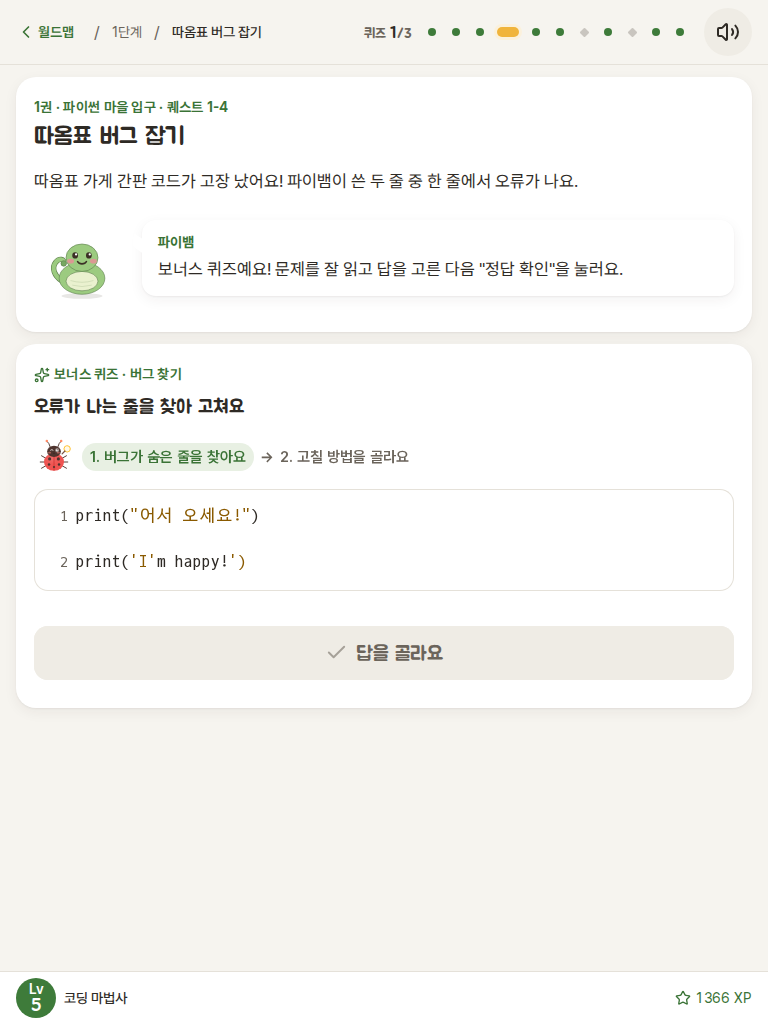 월드맵 / 1단계 / 따옴표 버그 잡기 퀴즈 1/3
1권 · 파이썬 마을 입구 · 퀘스트 1-4
따옴표 버그 잡기
따옴표 가게 간판 코드가 고장 났어요! 파이뱀이 쓴 두 줄 중 한 줄에서 오류가 나요.
파이뱀
보너스 퀴즈예요! 문제를 잘 읽고 답을 고른 다음 "정답 확인"을 눌러요.
보너스 퀴즈 · 버그 찾기
오류가 나는 줄을 찾아 고쳐요
1. 버그가 숨은 줄을 찾아요 → 2. 고칠 방법을 골라요
1 print("어서 오세요!")
2 print('I'm happy!')
답을 골라요
Lv
5
코딩 마법사
1366 XP